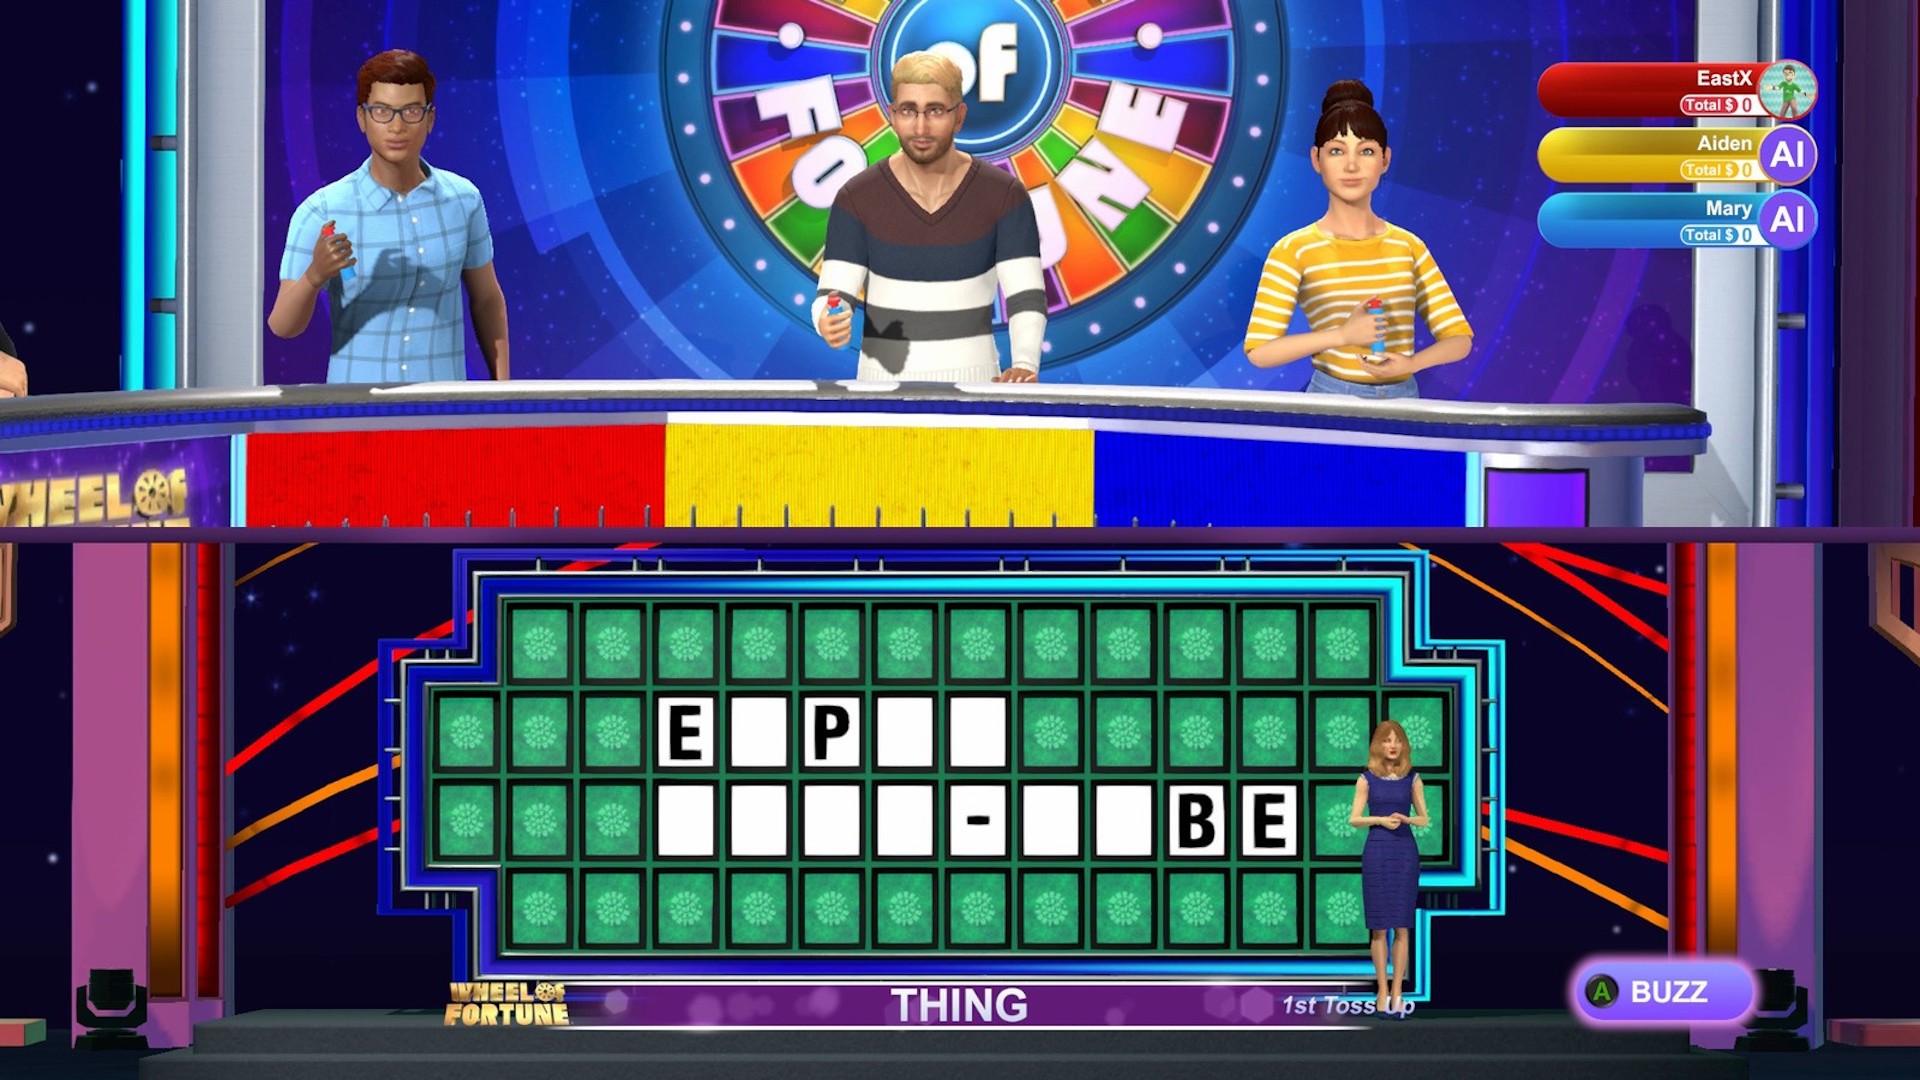 OF
FORTUNE
EastX
Total $ 0
Aiden
Total $ 0
AI
Mary
Total $ 0
AI
WHEEL OF
E P
- BE
WHEEL OF
FORTUNE
THING
1st Toss Up
A BUZZ